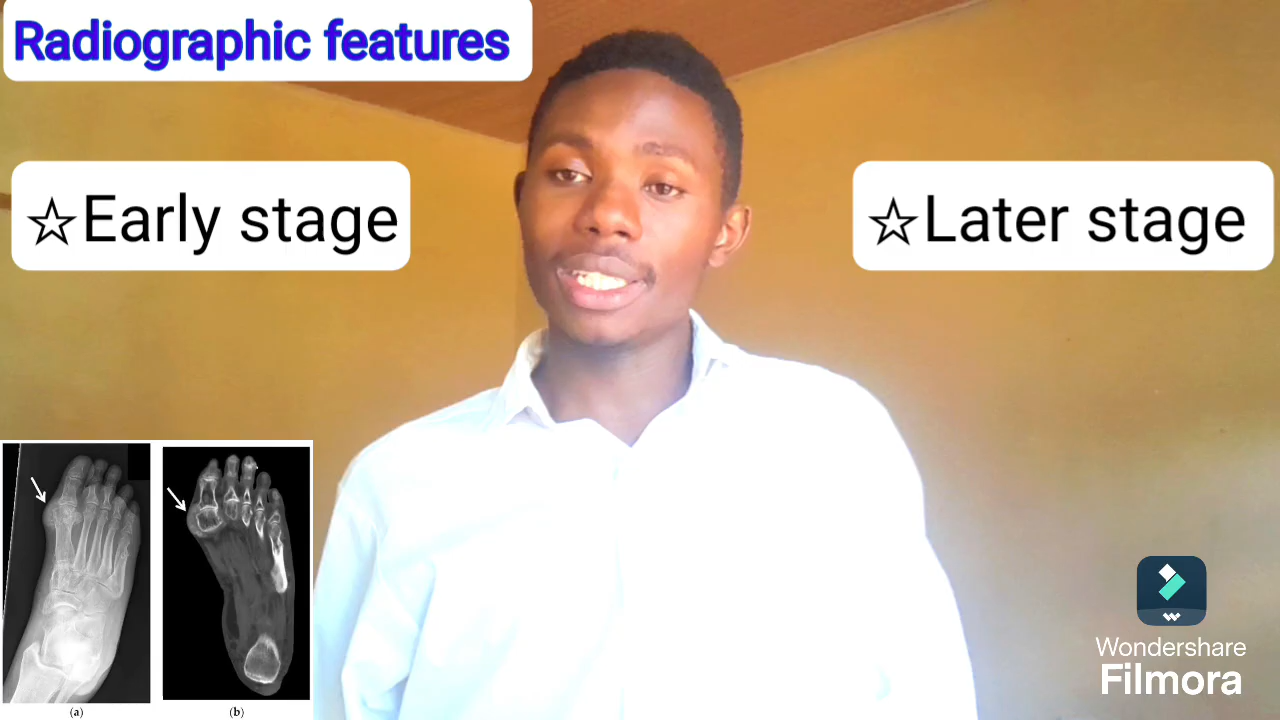 Radiographic features
☆Early stage
☆Later stage
(a)
(b)
Wondershare
Filmora